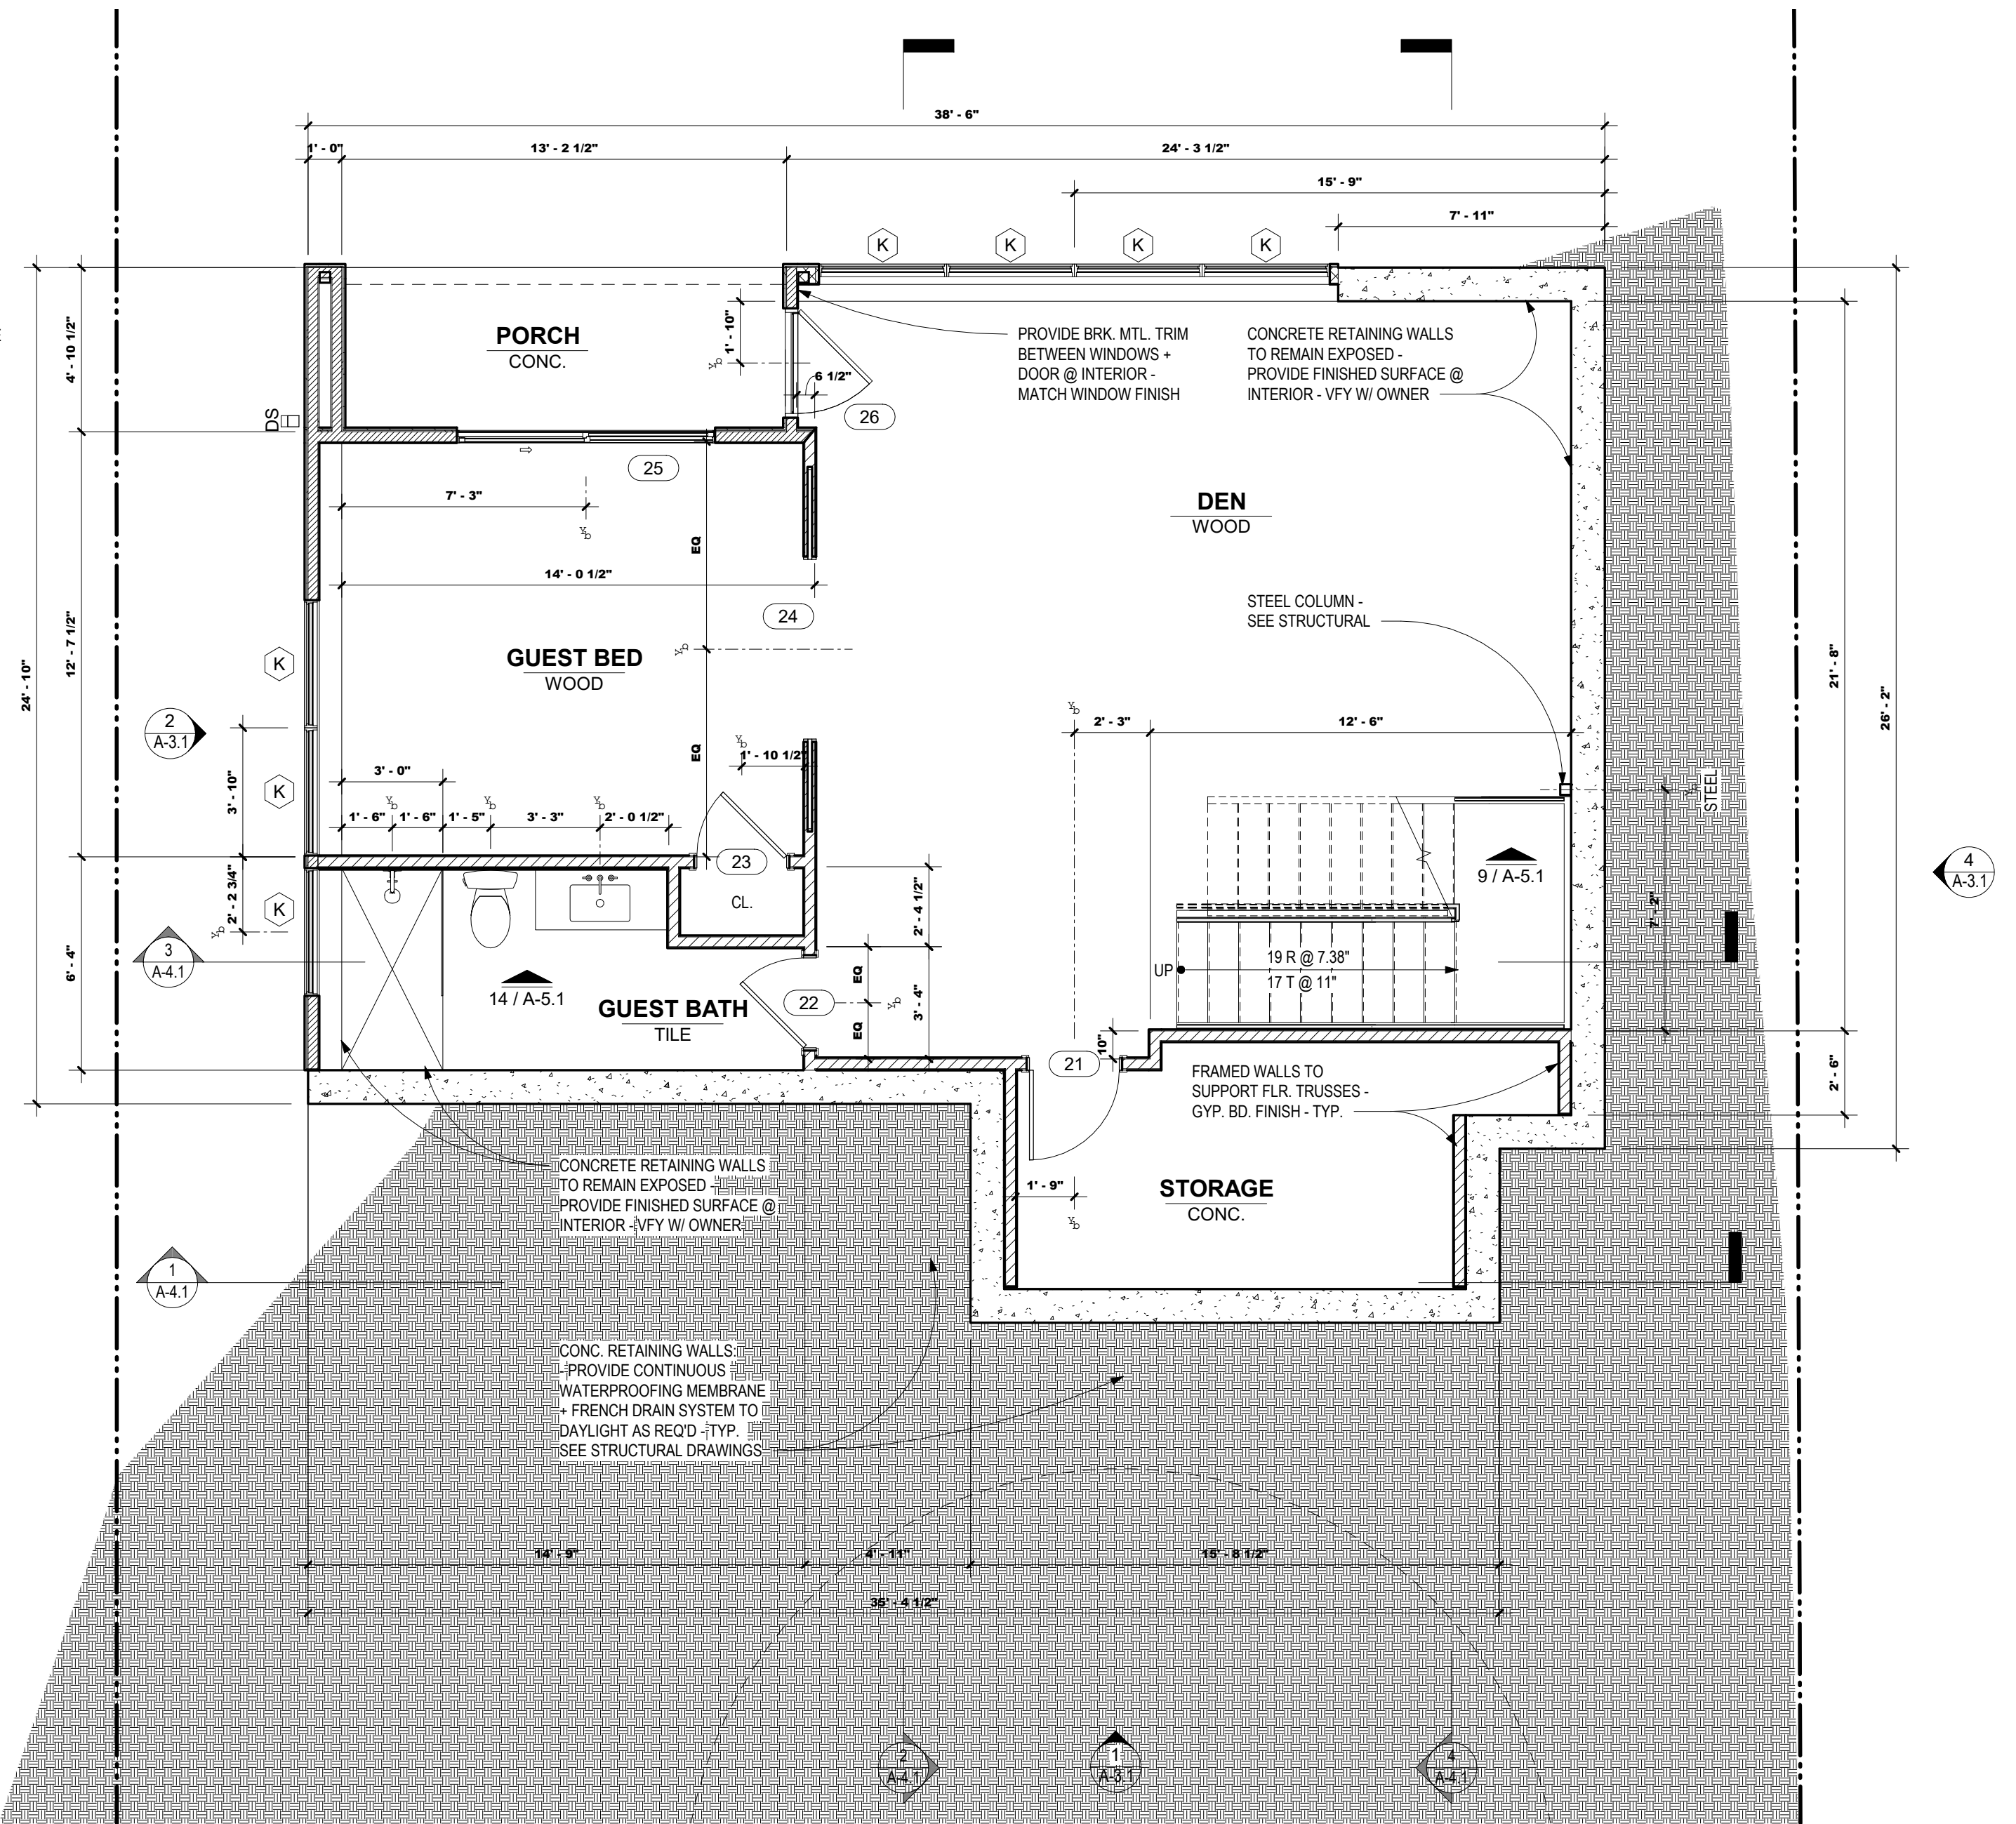 38' - 6"
1' - 0"
13' - 2 1/2"
24' - 3 1/2"
15' - 9"
7' - 11"
K
K
K
K
4' - 10 1/2"
12' - 7 1/2"
24' - 10"
6' - 4"
PORCH
CONC.
1' - 10"
6 1/2"
26
DS
PROVIDE BRK. MTL. TRIM
BETWEEN WINDOWS +
DOOR @ INTERIOR -
MATCH WINDOW FINISH
CONCRETE RETAINING WALLS
TO REMAIN EXPOSED -
PROVIDE FINISHED SURFACE @
INTERIOR - VFY W/ OWNER
25
7' - 3"
EQ
14' - 0 1/2"
24
DEN
WOOD
STEEL COLUMN -
SEE STRUCTURAL
GUEST BED
WOOD
K
2
A-3.1
K
3' - 10"
2' - 2 3/4"
K
EQ
1' - 10 1/2"
3' - 0"
1' - 6"
1' - 6"
1' - 5"
3' - 3"
2' - 0 1/2"
2' - 3"
12' - 6"
21' - 8"
26' - 2"
STEEL
23
CL.
2' - 4 1/2"
9 / A-5.1
7' - 2"
4
A-3.1
3
A-4.1
14 / A-5.1
GUEST BATH
TILE
22
EQ
EQ
3' - 4"
UP
19 R @ 7.38"
17 T @ 11"
10"
21
2' - 6"
FRAMED WALLS TO
SUPPORT FLR. TRUSSES -
GYP. BD. FINISH - TYP.
CONCRETE RETAINING WALLS
TO REMAIN EXPOSED -
PROVIDE FINISHED SURFACE @
INTERIOR - VFY W/ OWNER
1' - 9"
STORAGE
CONC.
1
A-4.1
CONC. RETAINING WALLS:
- PROVIDE CONTINUOUS
WATERPROOFING MEMBRANE
+ FRENCH DRAIN SYSTEM TO
DAYLIGHT AS REQ'D - TYP.
SEE STRUCTURAL DRAWINGS
14' - 9"
4' - 11"
15' - 8 1/2"
35' - 4 1/2"
2
A-4.1
1
A-3.1
4
A-4.1